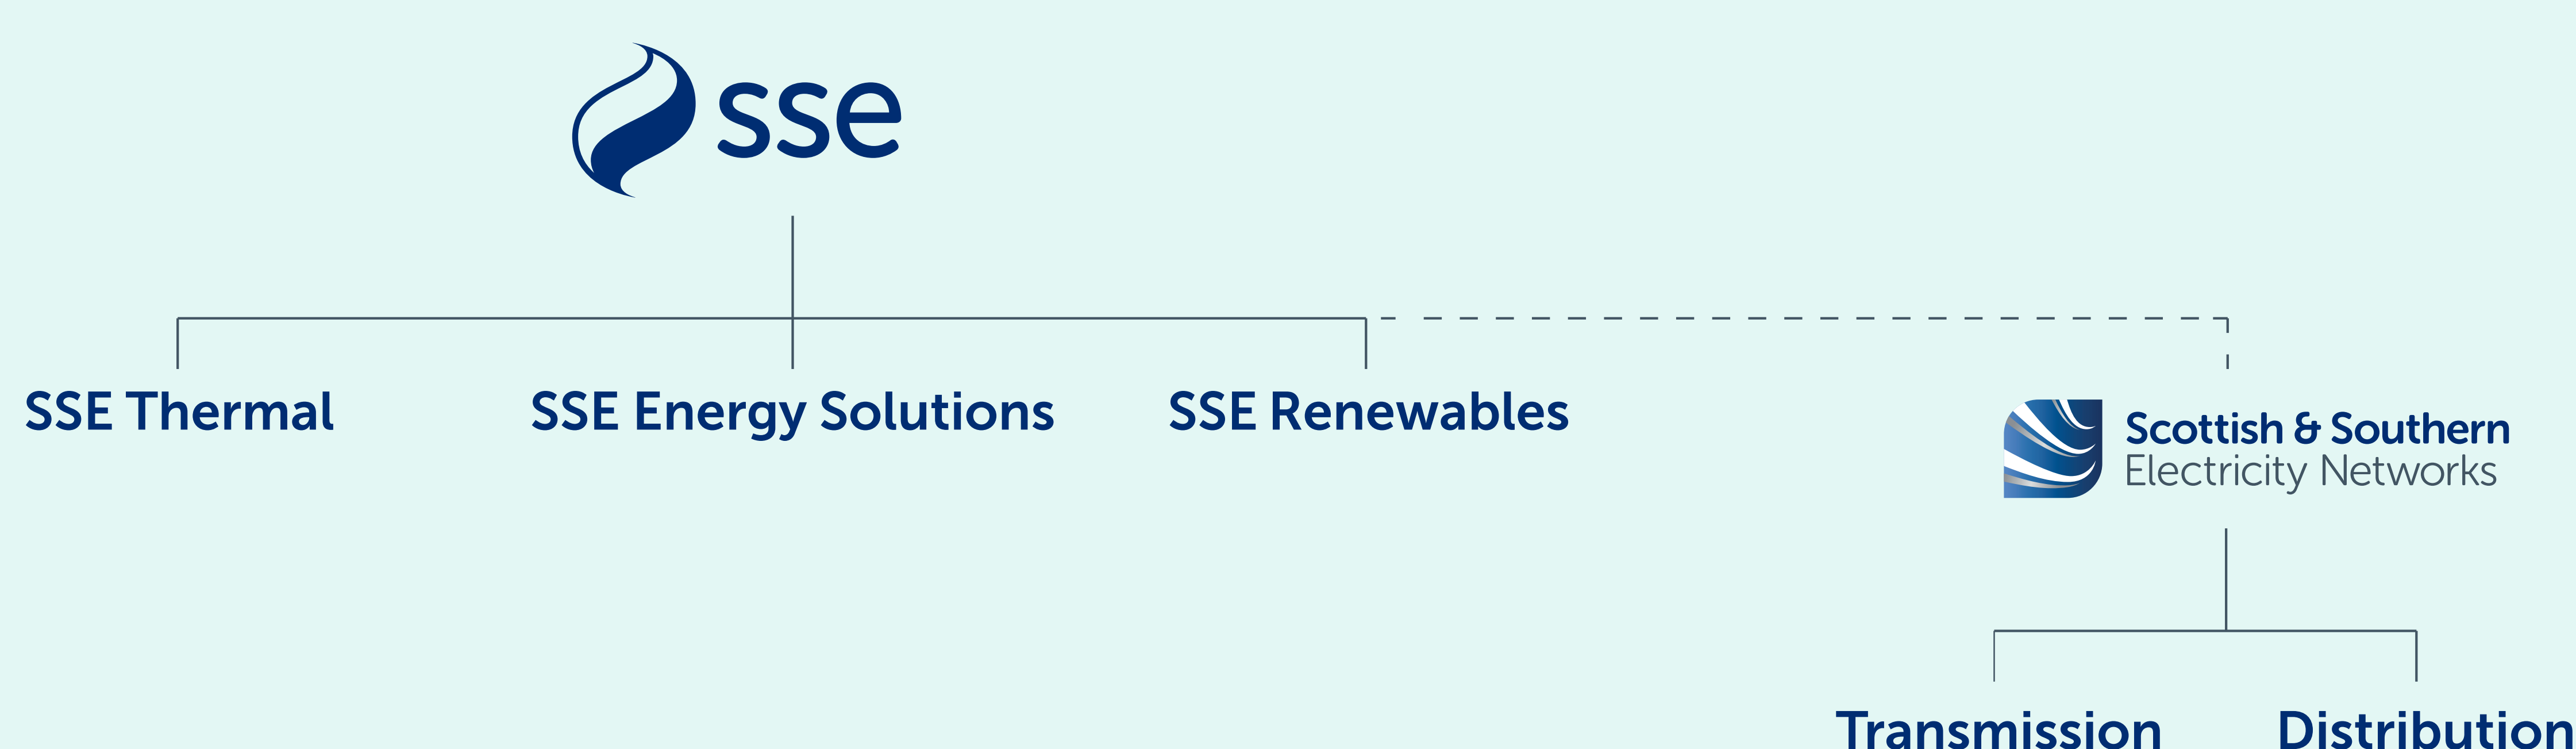 sse
SSE Thermal
SSE Energy Solutions
SSE Renewables
Scottish & Southern
Electricity Networks
Transmission
Distribution